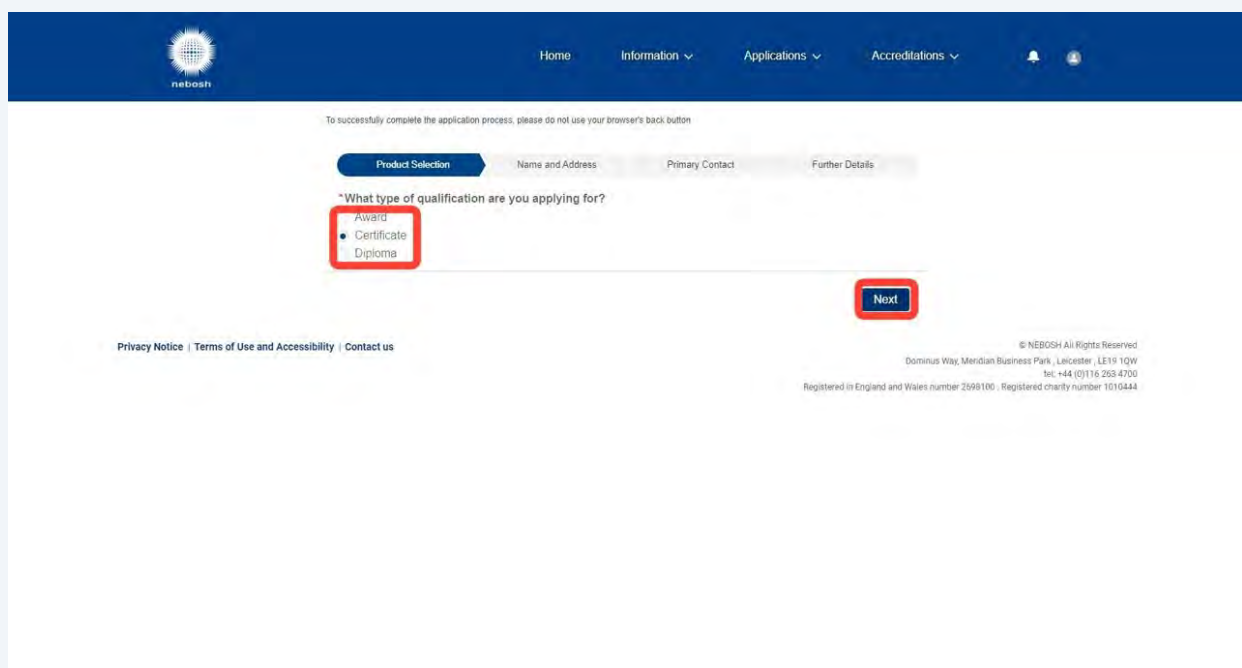 nebosh
Home Information Applications Accreditations
To successfully complete the application process, please do not use your browser's back button
Product Selection Name and Address Primary Contact Further Details
*What type of qualification are you applying for?
Award
Certificate
Diploma
Next
Privacy Notice | Terms of Use and Accessibility | Contact us
© NEBOSH All Rights Reserved
Dominus Way, Meridian Business Park , Leicester , LE19 1QW
tel: +44 (0)116 263 4700
Registered in England and Wales number 2698100 , Registered charity number 1010444